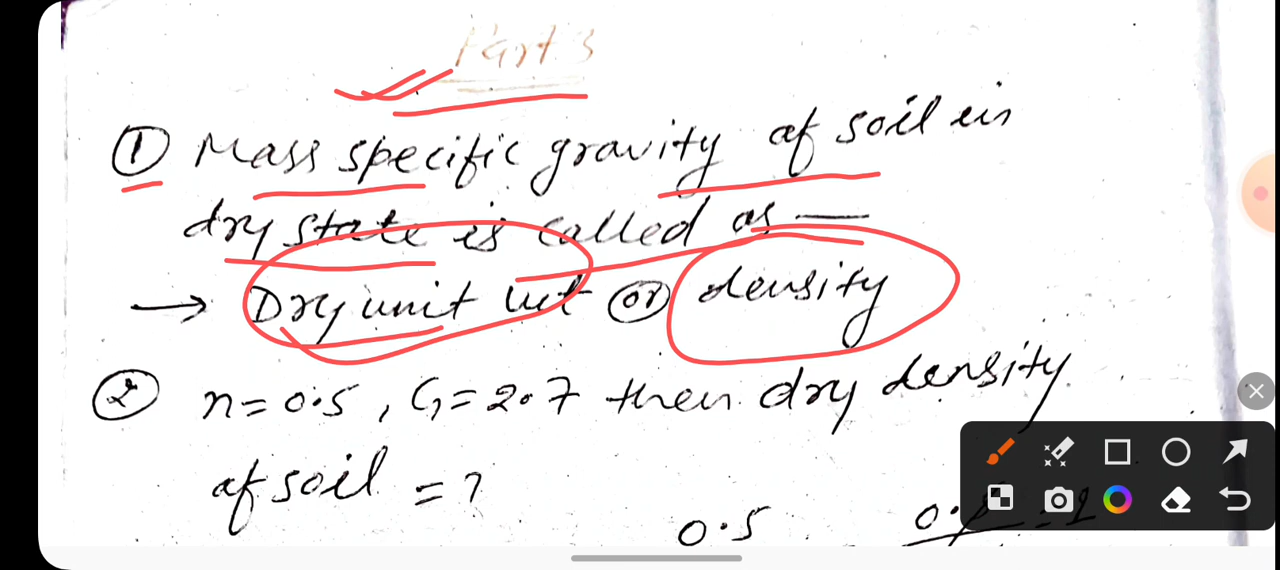 Part 3
① Mass specific gravity of soil in
dry state is called as —
→ Dry unit wt or density
② n = 0.5, G = 2.7 then dry density
of soil = ?
0.5